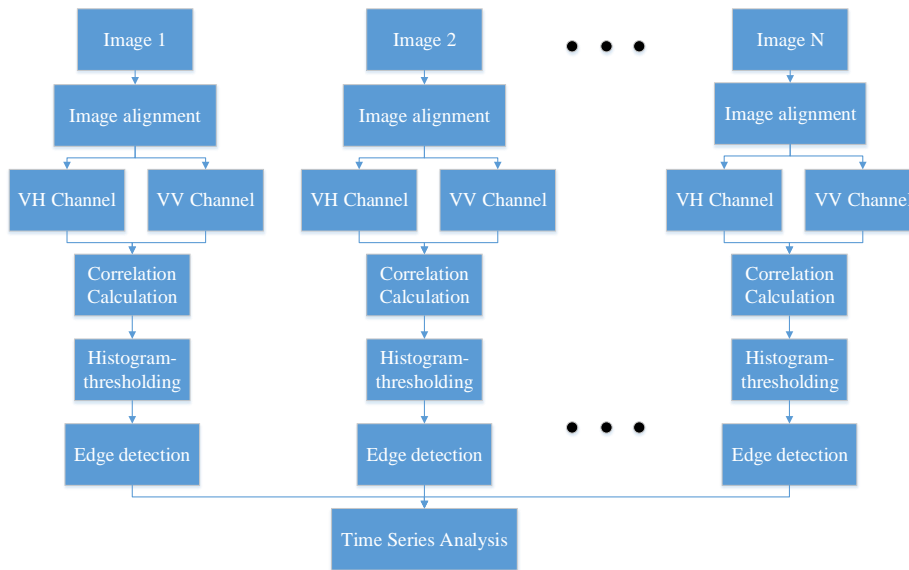 Image 1
Image 2
Image N
Image alignment
Image alignment
Image alignment
VH Channel
VV Channel
VH Channel
VV Channel
VH Channel
VV Channel
Correlation
Calculation
Correlation
Calculation
Correlation
Calculation
Histogram-
thresholding
Histogram-
thresholding
Histogram-
thresholding
Edge detection
Edge detection
Edge detection
Time Series Analysis